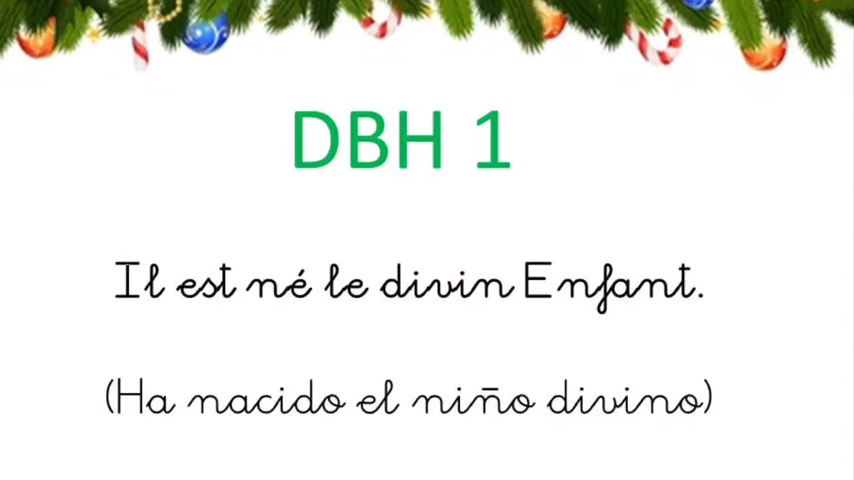 DBH 1
Il est né le divin Enfant.
(Ha nacido el niño divino)